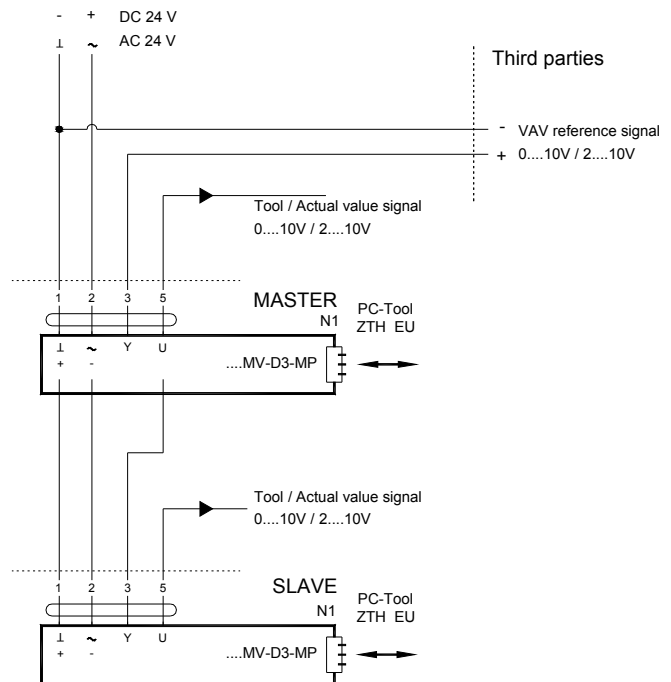 - + DC 24 V
⊥ ~ AC 24 V
Third parties
- VAV reference signal
+ 0....10V / 2....10V
Tool / Actual value signal
0....10V / 2....10V
1 2 3 5
MASTER
N1
PC-Tool
ZTH EU
⊥ ~ Y U
+ -
....MV-D3-MP
Tool / Actual value signal
0....10V / 2....10V
1 2 3 5
SLAVE
N1
PC-Tool
ZTH EU
⊥ ~ Y U
+ -
....MV-D3-MP